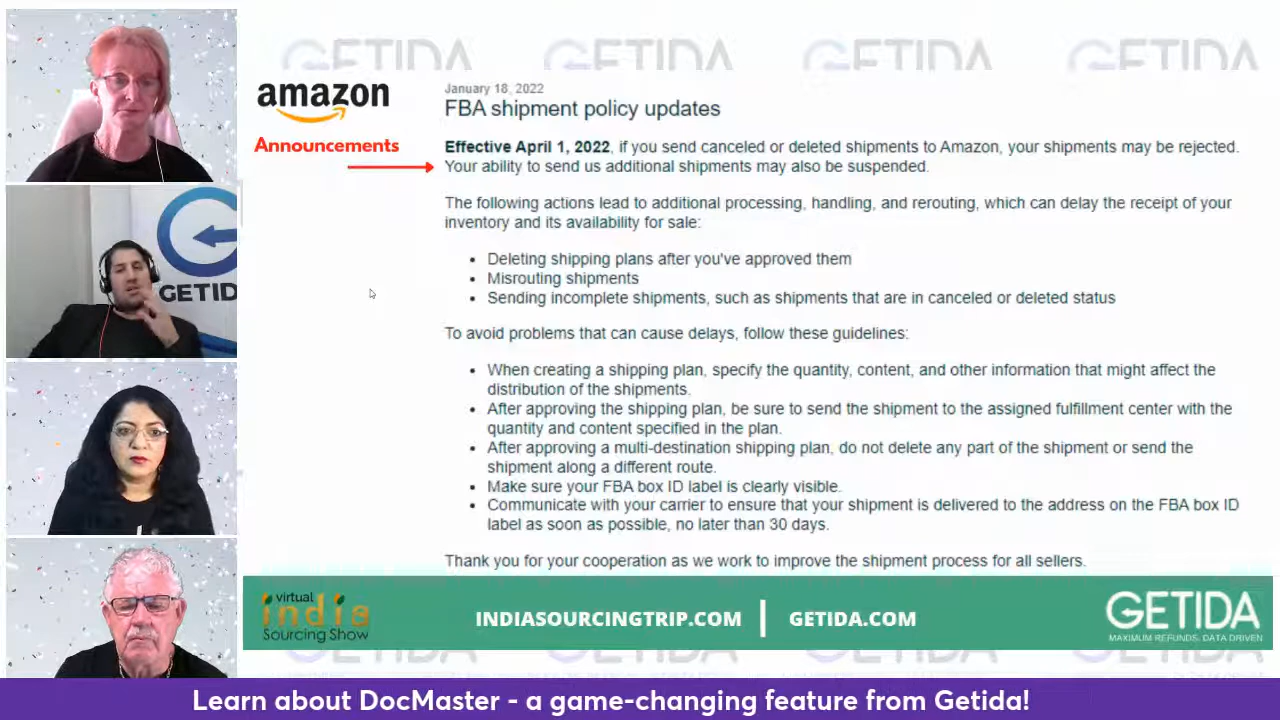 GETIDA GETIDA GETIDA GETIDA
amazon
Announcements
January 18, 2022
FBA shipment policy updates
Effective April 1, 2022, if you send canceled or deleted shipments to Amazon, your shipments may be rejected.
Your ability to send us additional shipments may also be suspended.
The following actions lead to additional processing, handling, and rerouting, which can delay the receipt of your
inventory and its availability for sale:
• Deleting shipping plans after you've approved them
• Misrouting shipments
• Sending incomplete shipments, such as shipments that are in canceled or deleted status
To avoid problems that can cause delays, follow these guidelines:
• When creating a shipping plan, specify the quantity, content, and other information that might affect the
distribution of the shipments.
• After approving the shipping plan, be sure to send the shipment to the assigned fulfillment center with the
quantity and content specified in the plan.
• After approving a multi-destination shipping plan, do not delete any part of the shipment or send the
shipment along a different route.
• Make sure your FBA box ID label is clearly visible.
• Communicate with your carrier to ensure that your shipment is delivered to the address on the FBA box ID
label as soon as possible, no later than 30 days.
Thank you for your cooperation as we work to improve the shipment process for all sellers.
GETID
virtual
india
Sourcing Show
INDIASOURCINGTRIP.COM | GETIDA.COM
GETIDA
MAXIMUM REFUNDS. DATA DRIVEN
Learn about DocMaster - a game-changing feature from Getida!